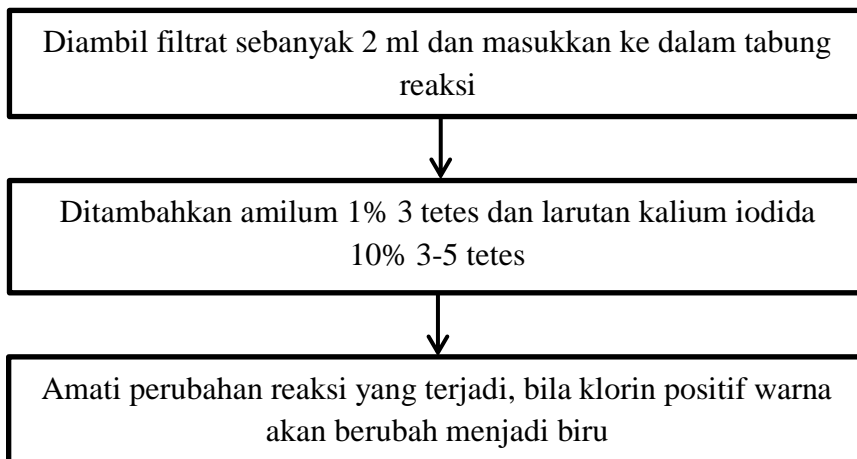 Diambil filtrat sebanyak 2 ml dan masukkan ke dalam tabung
reaksi
Ditambahkan amilum 1% 3 tetes dan larutan kalium iodida
10% 3-5 tetes
Amati perubahan reaksi yang terjadi, bila klorin positif warna
akan berubah menjadi biru